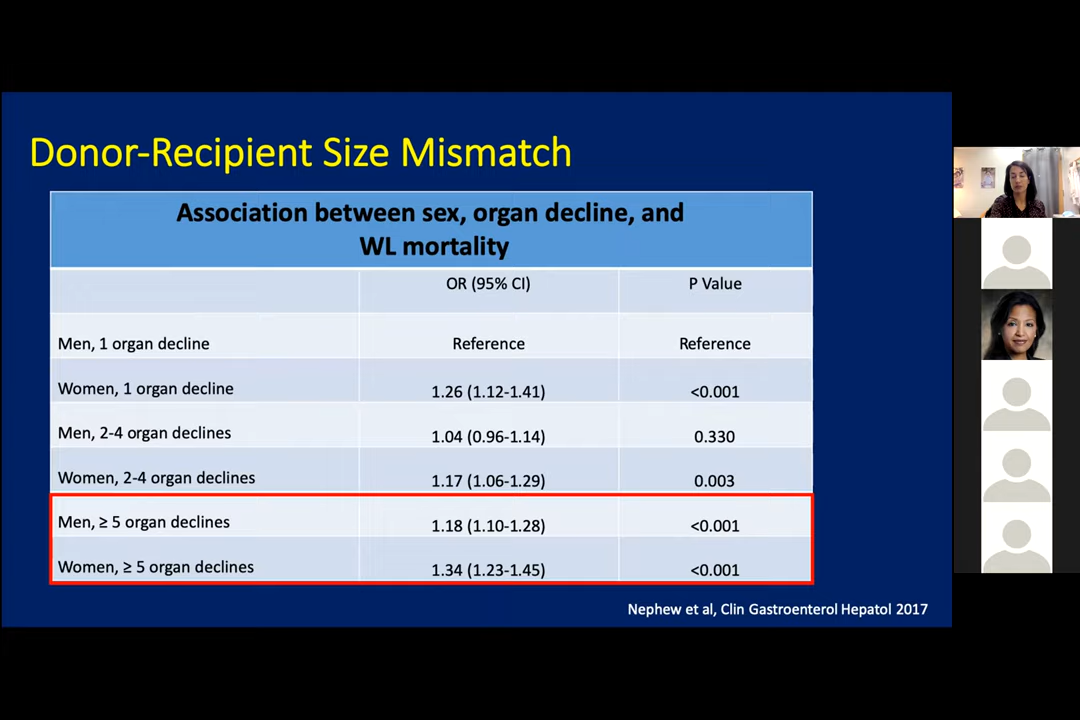 Donor-Recipient Size Mismatch
Association between sex, organ decline, and
WL mortality
OR (95% CI) P Value
Men, 1 organ decline Reference Reference
Women, 1 organ decline 1.26 (1.12-1.41) <0.001
Men, 2-4 organ declines 1.04 (0.96-1.14) 0.330
Women, 2-4 organ declines 1.17 (1.06-1.29) 0.003
Men, ≥ 5 organ declines 1.18 (1.10-1.28) <0.001
Women, ≥ 5 organ declines 1.34 (1.23-1.45) <0.001
Nephew et al, Clin Gastroenterol Hepatol 2017